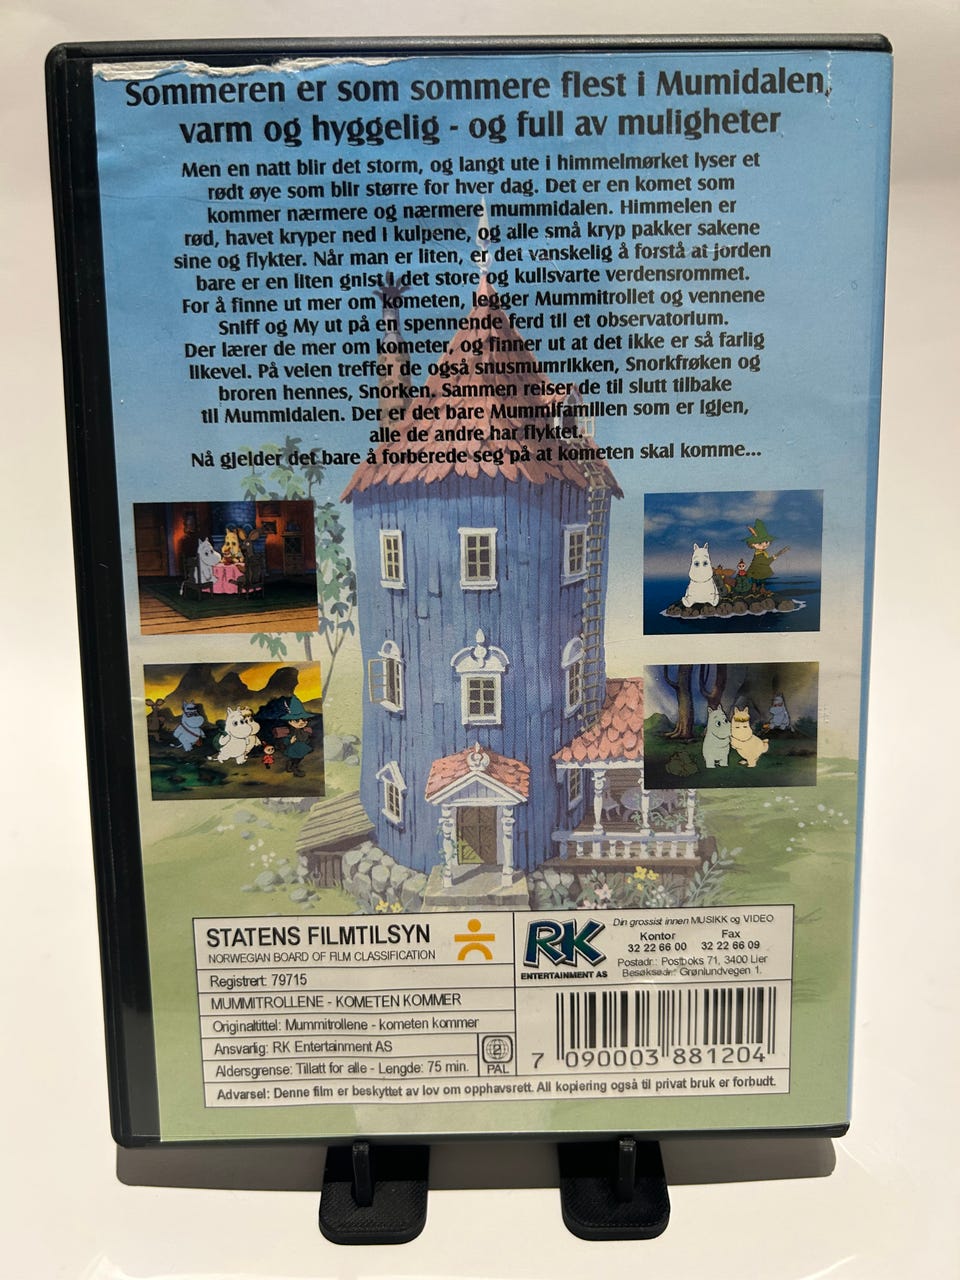 Sommeren er som sommere flest i Mumidalen,
varm og hyggelig - og full av muligheter
Men en natt blir det storm, og langt ute i himmelmørket lyser et
rødt øye som blir større for hver dag. Det er en komet som
kommer nærmere og nærmere mummidalen. Himmelen er
rød, havet kryper ned i kulpene, og alle små kryp pakker sakene
sine og flykter. Når man er liten, er det vanskelig å forstå at jorden
bare er en liten gnist i det store og kullsvarte verdensrommet.
For å finne ut mer om kometen, legger Mummitrollet og vennene
Sniff og My ut på en spennende ferd til et observatorium.
Der lærer de mer om kometer, og finner ut at det ikke er så farlig
likevel. På veien treffer de også snusmumrikken, Snorkfrøken og
broren hennes, Snorken. Sammen reiser de til slutt tilbake
til Mummidalen. Der er det bare Mummifamilien som er igjen,
alle de andre har flyktet.
Nå gjelder det bare å forberede seg på at kometen skal komme...
STATENS FILMTILSYN
NORWEGIAN BOARD OF FILM CLASSIFICATION
Registrert: 79715
MUMMITROLLENE - KOMETEN KOMMER
Originaltittel: Mummitrollene - kometen kommer
Ansvarlig: RK Entertainment AS
Aldersgrense: Tillatt for alle - Lengde: 75 min.
2
PAL
RK
ENTERTAINMENT AS
Din grossist innen MUSIKK og VIDEO
Kontor Fax
32 22 66 00 32 22 66 09
Postadr: Postboks 71, 3400 Lier
Besøksadr.: Grønlundvegen 1.
7 090003 881204
Advarsel: Denne film er beskyttet av lov om opphavsrett. All kopiering også til privat bruk er forbudt.